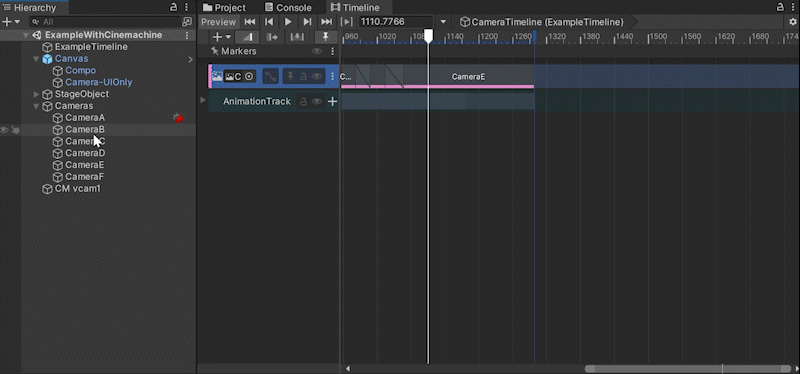 Hierarchy
Project
Console
Timeline
All
Preview
1110.7766
CameraTimeline (ExampleTimeline)
960
1020
1140
1200
1260
1320
1380
1440
1500
1560
1620
1680
174
ExampleWithCinemachine
ExampleTimeline
Canvas
Compo
Camera-UIOnly
StageObject
Cameras
CameraA
CameraB
CameraC
CameraD
CameraE
CameraF
CM vcam1
Markers
C
C...
CameraE
AnimationTrack